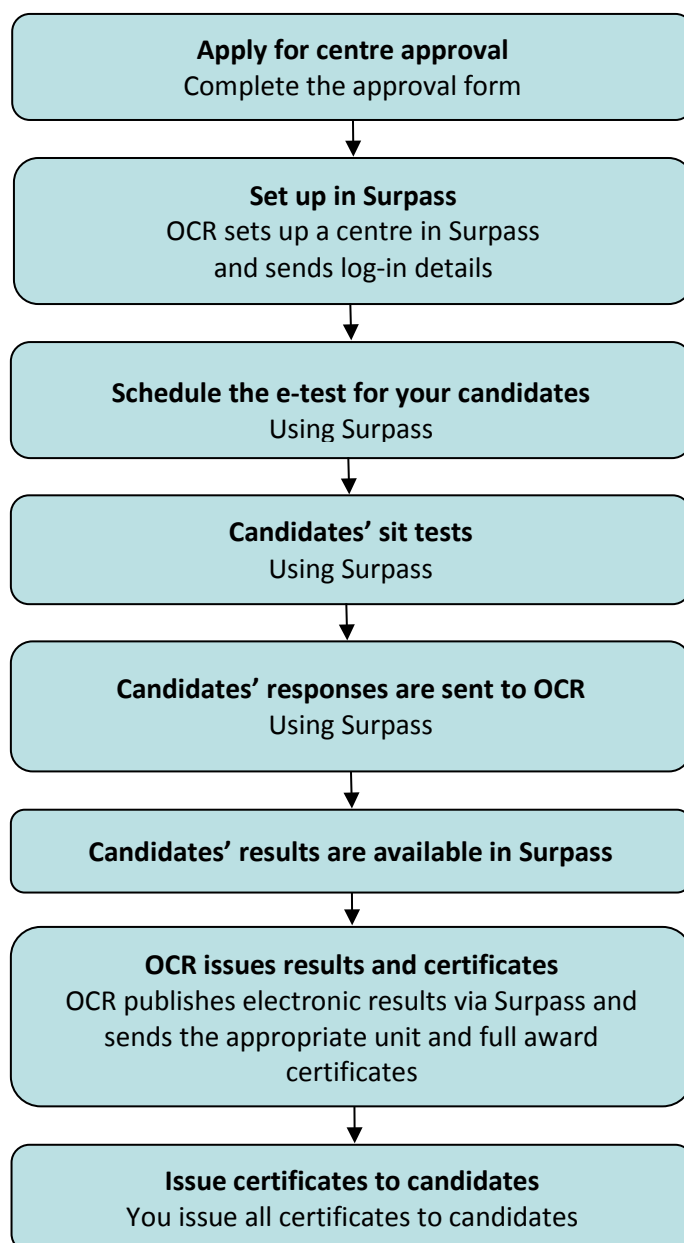 Apply for centre approval
Complete the approval form
Set up in Surpass
OCR sets up a centre in Surpass
and sends log-in details
Schedule the e-test for your candidates
Using Surpass
Candidates’ sit tests
Using Surpass
Candidates’ responses are sent to OCR
Using Surpass
Candidates’ results are available in Surpass
OCR issues results and certificates
OCR publishes electronic results via Surpass and
sends the appropriate unit and full award
certificates
Issue certificates to candidates
You issue all certificates to candidates